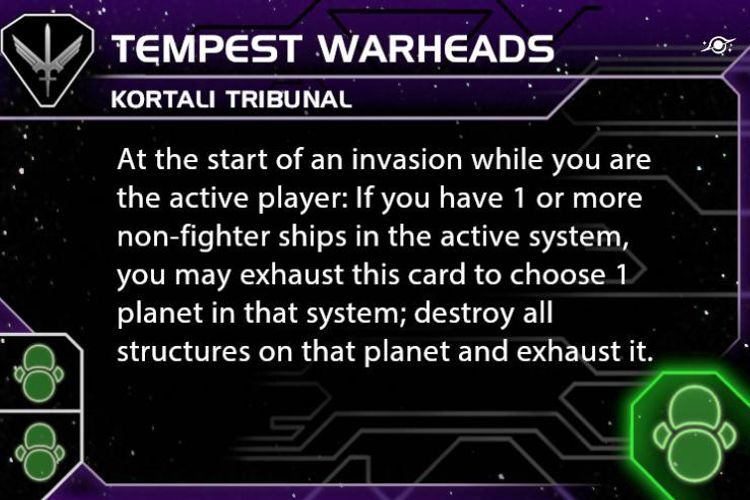 TEMPEST WARHEADS
KORTALI TRIBUNAL
At the start of an invasion while you are
the active player: If you have 1 or more
non-fighter ships in the active system,
you may exhaust this card to choose 1
planet in that system; destroy all
structures on that planet and exhaust it.